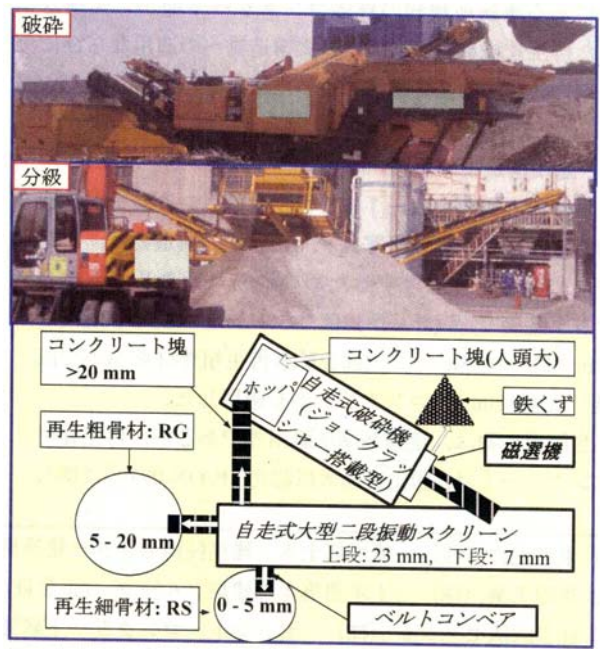 破砕
分級
コンクリート塊
>20 mm
コンクリート塊(人頭大)
ホッパ
自走式破砕機
(ジョークラッ
シャー搭載型)
鉄くず
再生粗骨材: RG
磁選機
5 - 20 mm
自走式大型二段振動スクリーン
上段: 23 mm, 下段: 7 mm
再生細骨材: RS
0 - 5 mm
ベルトコンベア